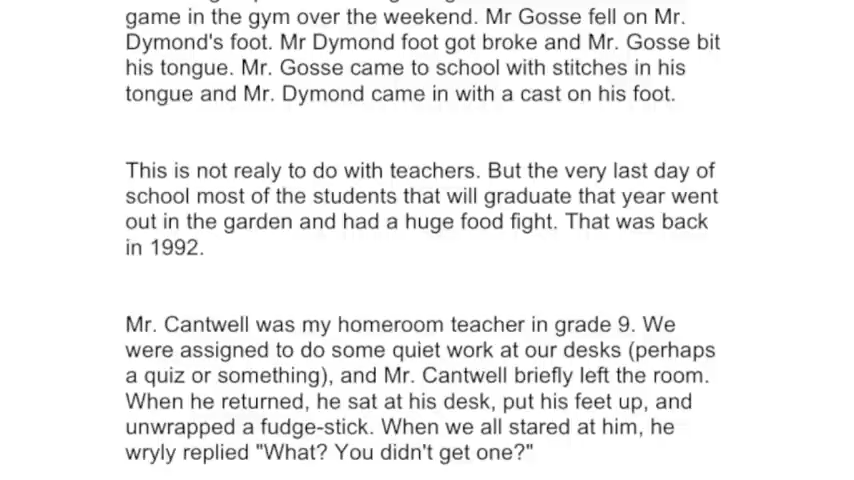 game in the gym over the weekend. Mr Gosse fell on Mr.
Dymond's foot. Mr Dymond foot got broke and Mr. Gosse bit
his tongue. Mr. Gosse came to school with stitches in his
tongue and Mr. Dymond came in with a cast on his foot.
This is not realy to do with teachers. But the very last day of
school most of the students that will graduate that year went
out in the garden and had a huge food fight. That was back
in 1992.
Mr. Cantwell was my homeroom teacher in grade 9. We
were assigned to do some quiet work at our desks (perhaps
a quiz or something), and Mr. Cantwell briefly left the room.
When he returned, he sat at his desk, put his feet up, and
unwrapped a fudge-stick. When we all stared at him, he
wryly replied "What? You didn't get one?"